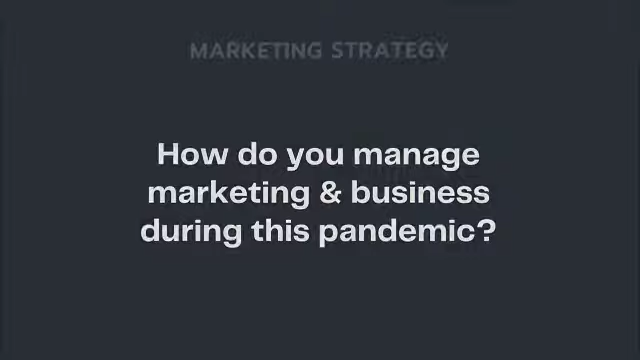 MARKETING STRATEGY
How do you manage
marketing & business
during this pandemic?